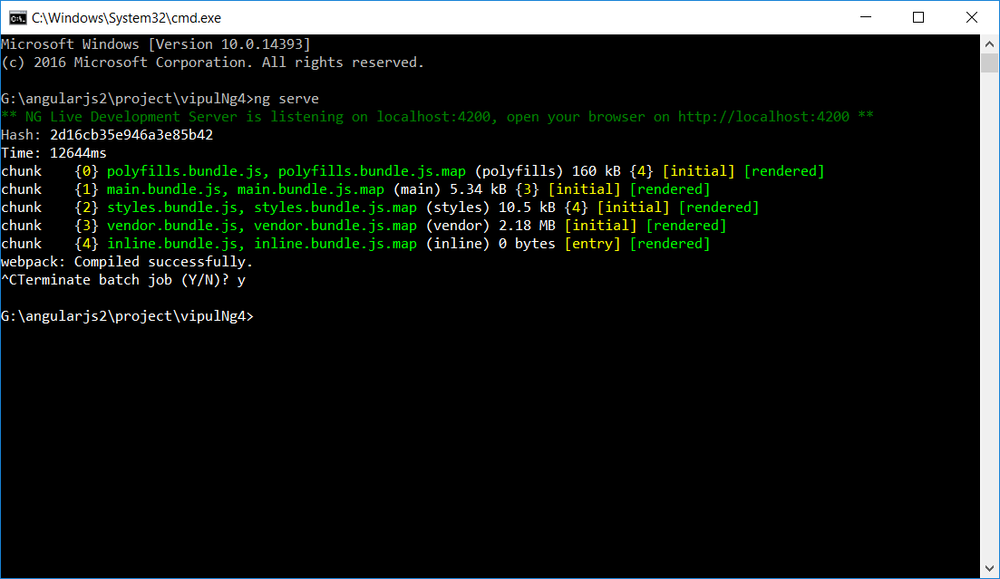 C:\Windows\System32\cmd.exe
Microsoft Windows [Version 10.0.14393]
(c) 2016 Microsoft Corporation. All rights reserved.
G:\angularjs2\project\vipulNg4>ng serve
** NG Live Development Server is listening on localhost:4200, open your browser on http://localhost:4200 **
Hash: 2d16cb35e946a3e85b42
Time: 12644ms
chunk    {0} polyfills.bundle.js, polyfills.bundle.js.map (polyfills) 160 kB {4} [initial] [rendered]
chunk    {1} main.bundle.js, main.bundle.js.map (main) 5.34 kB {3} [initial] [rendered]
chunk    {2} styles.bundle.js, styles.bundle.js.map (styles) 10.5 kB {4} [initial] [rendered]
chunk    {3} vendor.bundle.js, vendor.bundle.js.map (vendor) 2.18 MB [initial] [rendered]
chunk    {4} inline.bundle.js, inline.bundle.js.map (inline) 0 bytes [entry] [rendered]
webpack: Compiled successfully.
^CTerminate batch job (Y/N)? y
G:\angularjs2\project\vipulNg4>